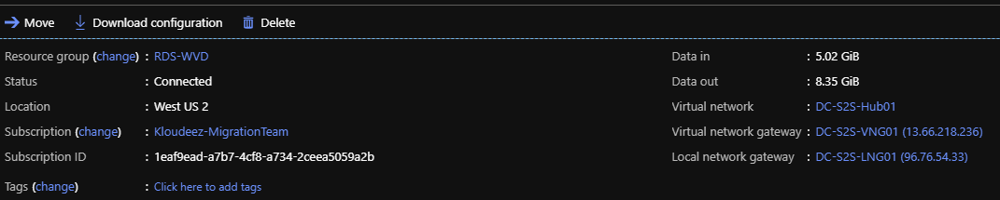 Move Download configuration Delete
Resource group (change) : RDS-WVD
Status : Connected
Location : West US 2
Subscription (change) : Kloudeez-MigrationTeam
Subscription ID : 1eaf9ead-a7b7-4cf8-a734-2ceea5059a2b
Tags (change) : Click here to add tags
Data in : 5.02 GiB
Data out : 8.35 GiB
Virtual network : DC-S2S-Hub01
Virtual network gateway : DC-S2S-VNG01 (13.66.218.236)
Local network gateway : DC-S2S-LNG01 (96.76.54.33)